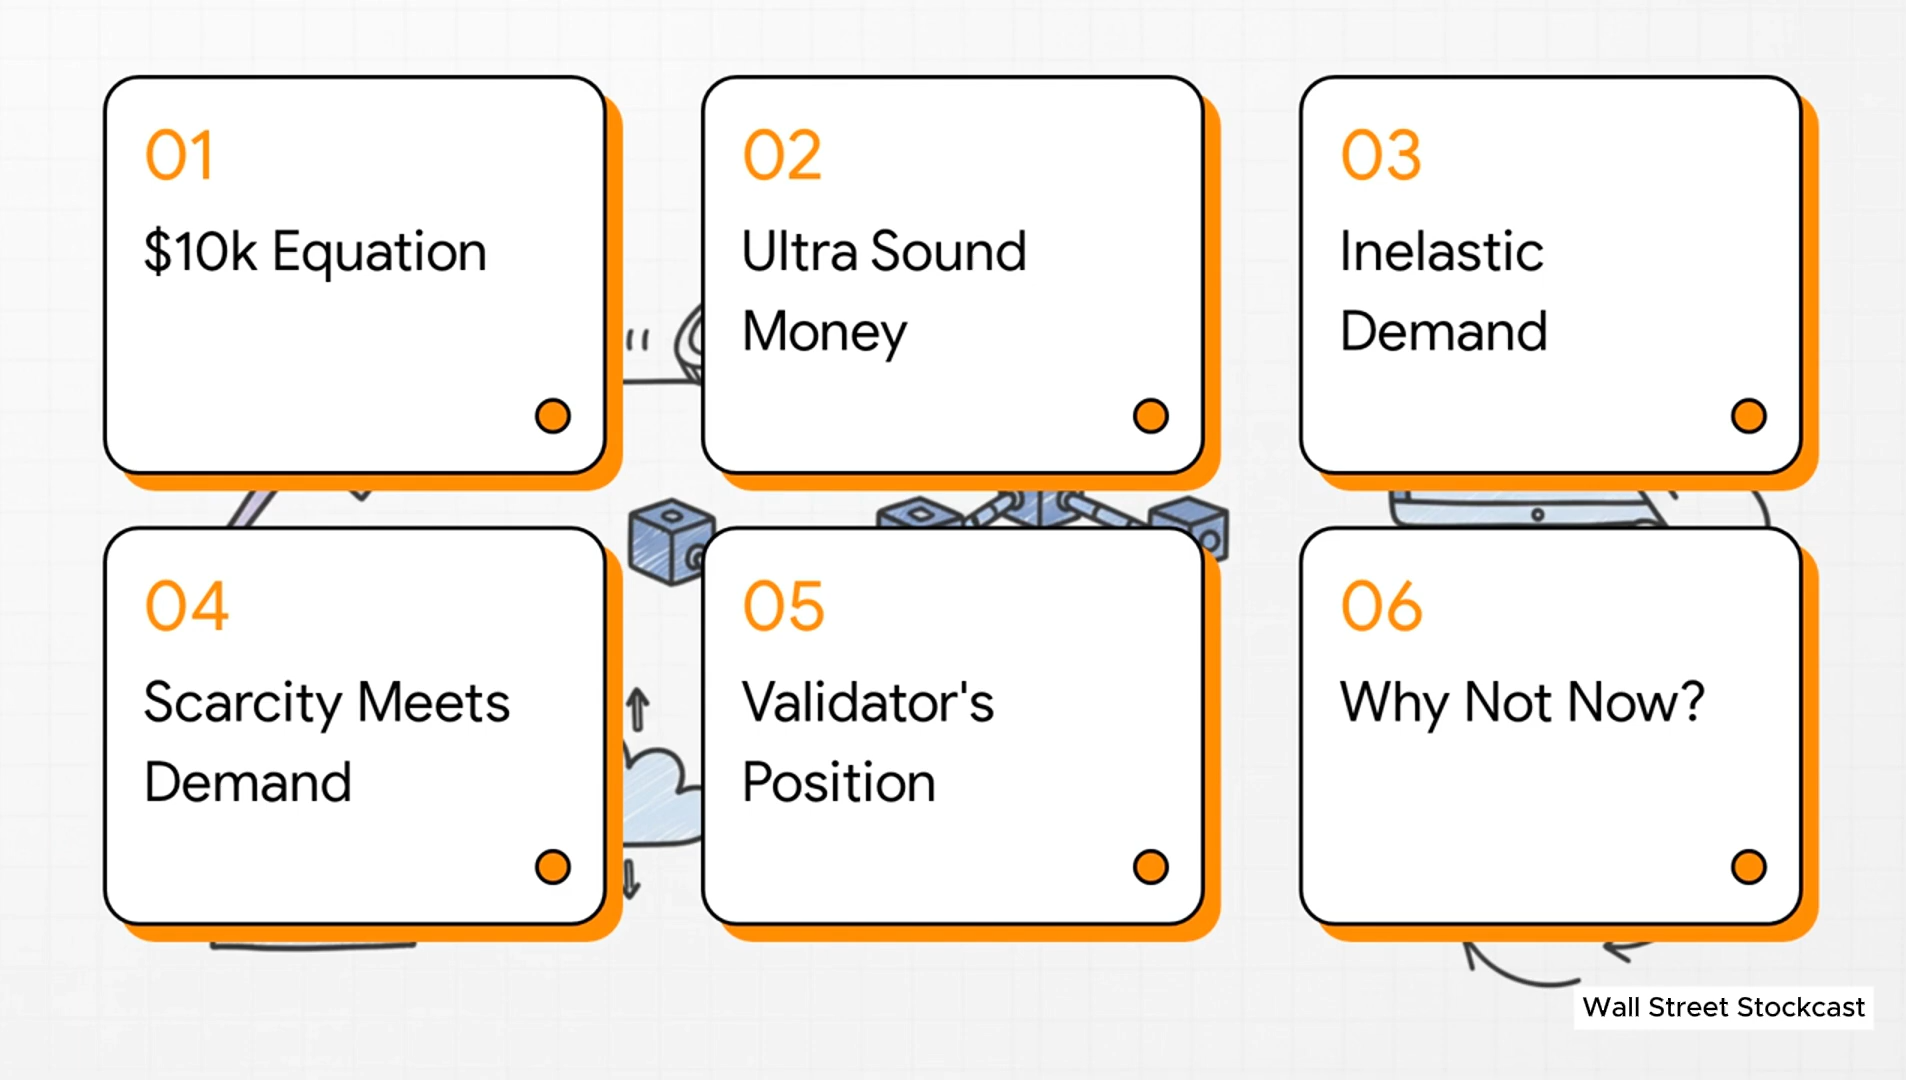 01
$10k Equation
02
Ultra Sound
Money
03
Inelastic
Demand
04
Scarcity Meets
Demand
05
Validator's
Position
06
Why Not Now?
Wall Street Stockcast